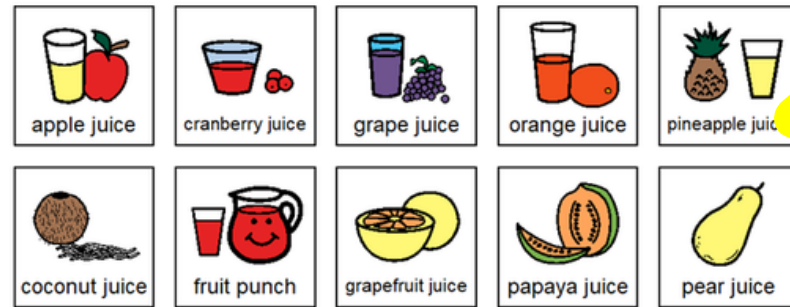 apple juice
cranberry juice
grape juice
orange juice
pineapple juic
coconut juice
fruit punch
grapefruit juice
papaya juice
pear juice